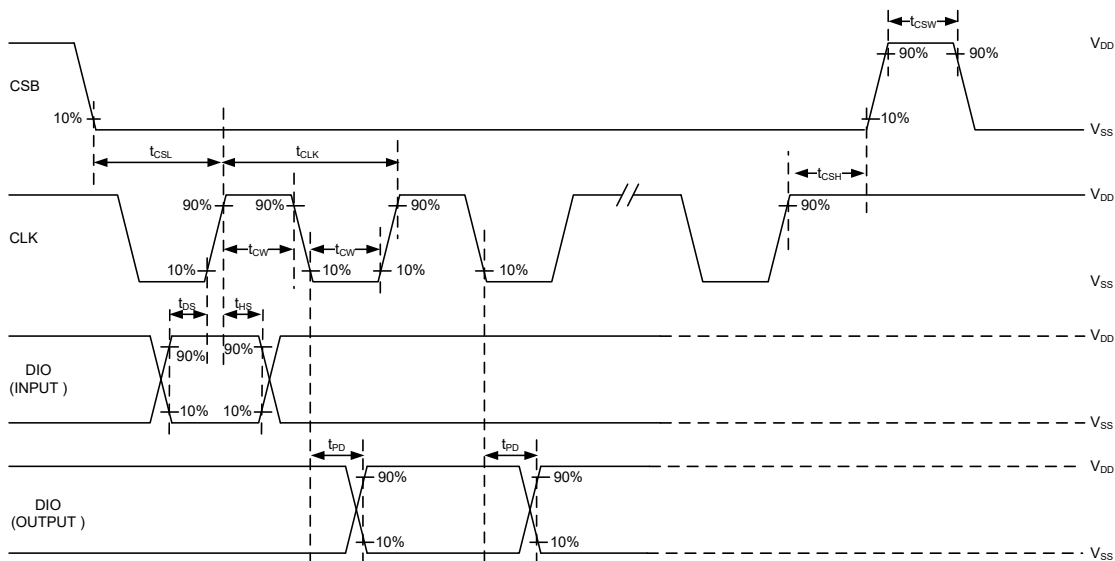 tCSW
VDD
90%
90%
CSB
10%
10%
VSS
tCSL
tCLK
tCSH
VDD
90%
90%
90%
90%
CLK
tCW
tCW
10%
10%
10%
10%
VSS
tDS
tHS
VDD
90%
90%
DIO
(INPUT )
10%
10%
VSS
tPD
tPD
VDD
90%
90%
DIO
(OUTPUT )
10%
10%
VSS